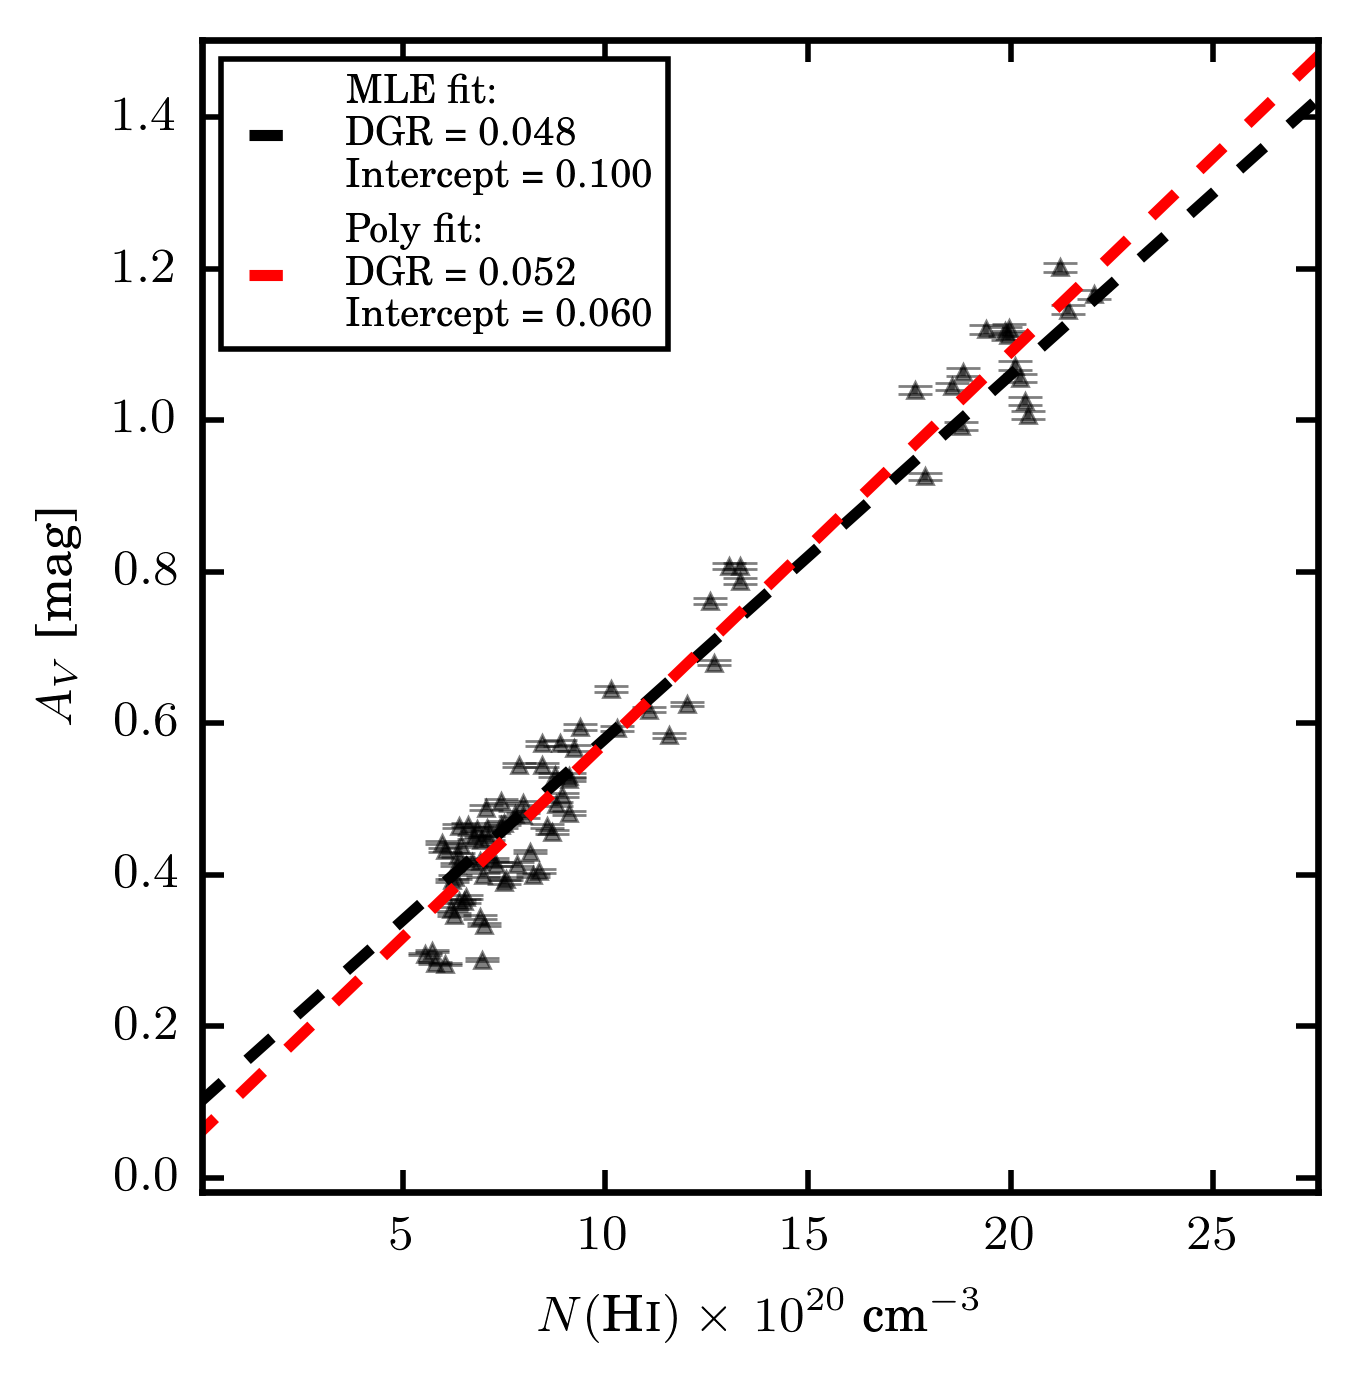 MLE fit:
DGR = 0.048
Intercept = 0.100
Poly fit:
DGR = 0.052
Intercept = 0.060
1.4
1.2
1.0
0.8
0.6
0.4
0.2
0.0
A_V [mag]
5 10 15 20 25
N(HI) × 10^20 cm^−3